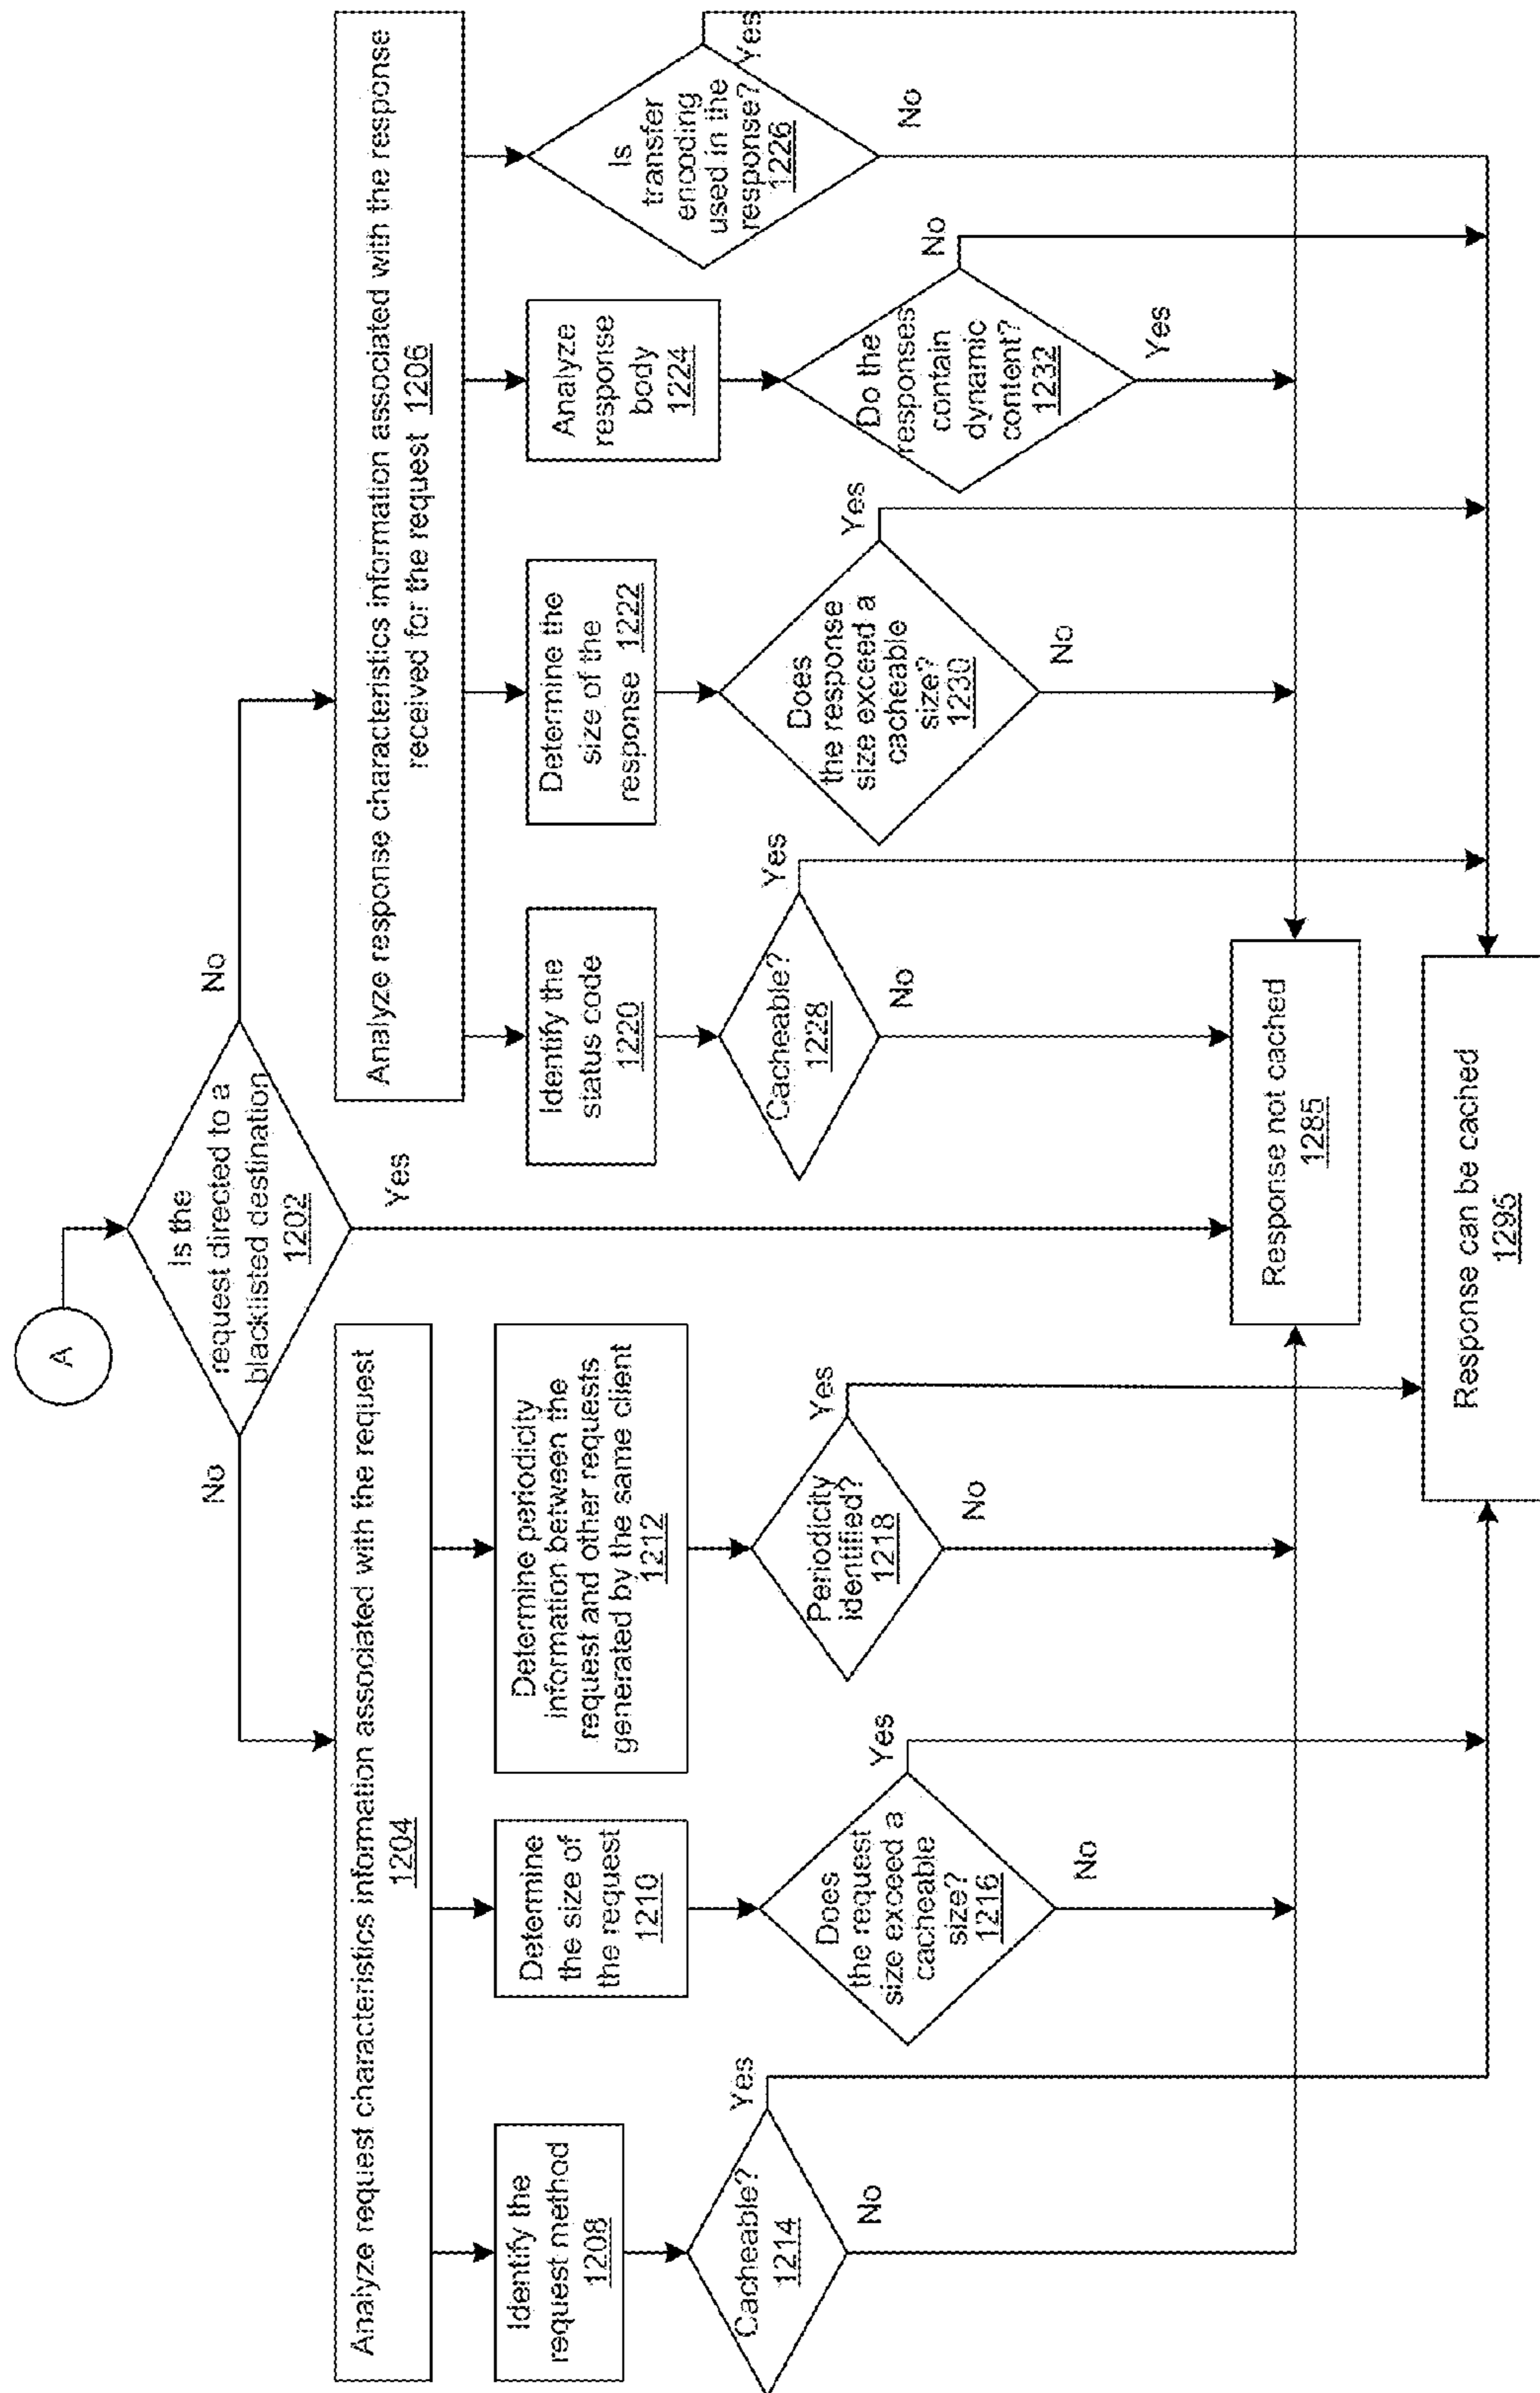 A
Is the
request directed to a
blacklisted destination
1202
No
No
Yes
Analyze request characteristics information associated with the request
1204
Analyze response characteristics information associated with the response
received for the request 1206
Identify the
request method
1208
Determine
the size of
the request
1210
Determine periodicity
information between the
request and other requests
generated by the same client
1212
Identify the
status code
1220
Determine the
size of the
response 1222
Analyze
response
body
1224
Is
transfer
encoding
used in the
response?
1226
Yes
No
Cacheable?
1214
Yes
No
Does
the request
size exceed a
cacheable
size?
1216
Yes
No
Periodicity
identified?
1218
Yes
No
Cacheable?
1228
Yes
No
Does
the response
size exceed a
cacheable
size?
1230
Yes
No
Do the
responses
contain
dynamic
content?
1232
No
Yes
Response not cached
1285
Response can be cached
1295